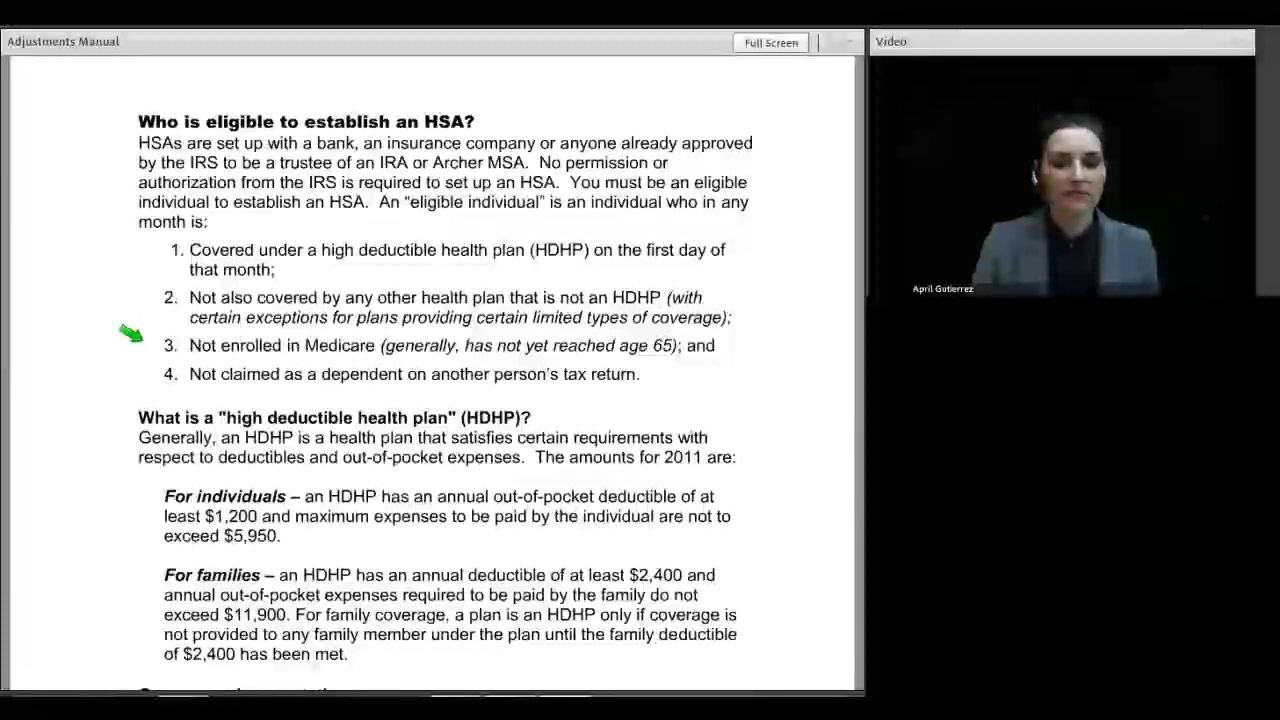 Adjustments Manual
Full Screen
Video
Who is eligible to establish an HSA?
HSAs are set up with a bank, an insurance company or anyone already approved
by the IRS to be a trustee of an IRA or Archer MSA.  No permission or
authorization from the IRS is required to set up an HSA.  You must be an eligible
individual to establish an HSA.  An “eligible individual” is an individual who in any
month is:
1. Covered under a high deductible health plan (HDHP) on the first day of
that month;
2. Not also covered by any other health plan that is not an HDHP (with
certain exceptions for plans providing certain limited types of coverage);
3. Not enrolled in Medicare (generally, has not yet reached age 65); and
4. Not claimed as a dependent on another person’s tax return.
What is a "high deductible health plan" (HDHP)?
Generally, an HDHP is a health plan that satisfies certain requirements with
respect to deductibles and out-of-pocket expenses.  The amounts for 2011 are:
For individuals – an HDHP has an annual out-of-pocket deductible of at
least $1,200 and maximum expenses to be paid by the individual are not to
exceed $5,950.
For families – an HDHP has an annual deductible of at least $2,400 and
annual out-of-pocket expenses required to be paid by the family do not
exceed $11,900. For family coverage, a plan is an HDHP only if coverage is
not provided to any family member under the plan until the family deductible
of $2,400 has been met.
April Gutierrez